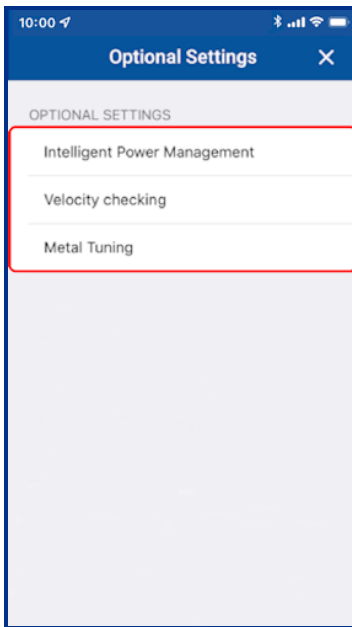 10:00
Optional Settings
OPTIONAL SETTINGS
Intelligent Power Management
Velocity checking
Metal Tuning